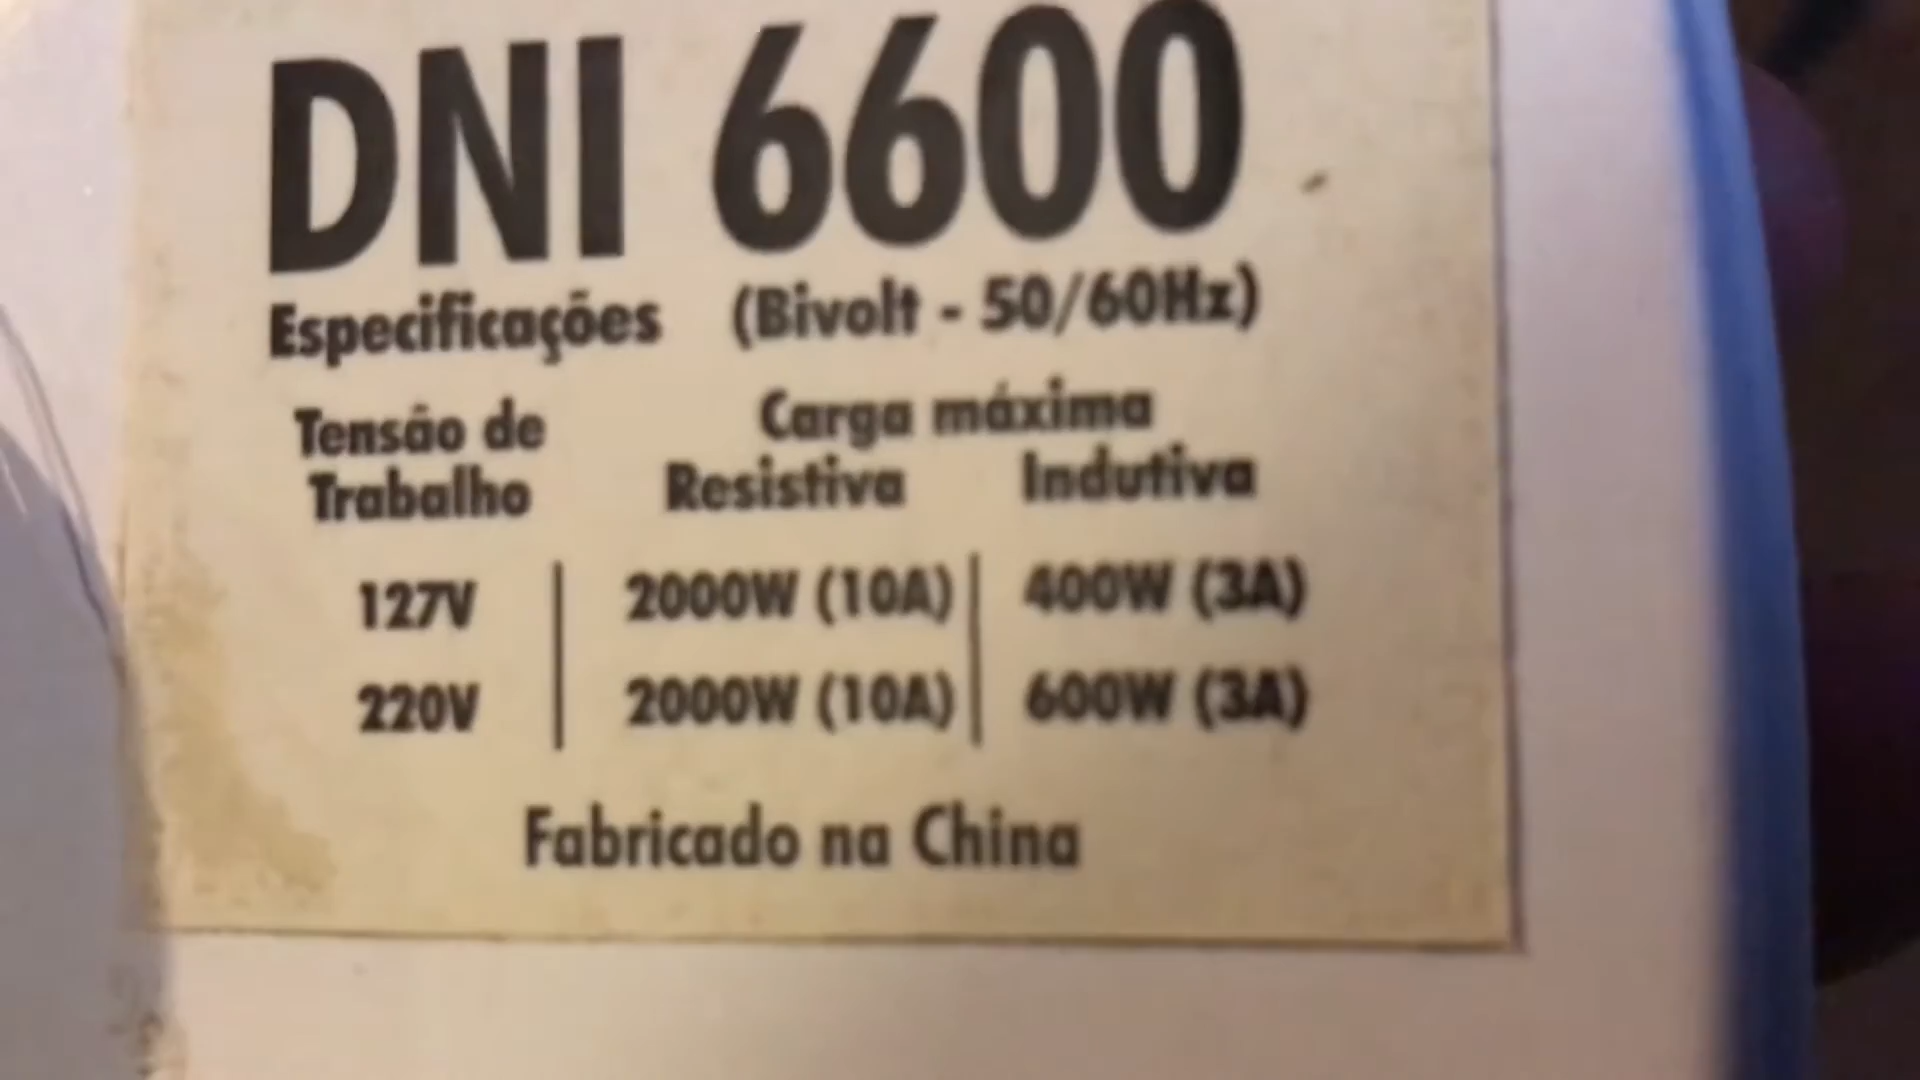 DNI 6600
Especificações (Bivolt - 50/60Hz)
Tensão de Trabalho
Carga máxima
Resistiva Indutiva
127V 2000W (10A) 400W (3A)
220V 2000W (10A) 600W (3A)
Fabricado na China